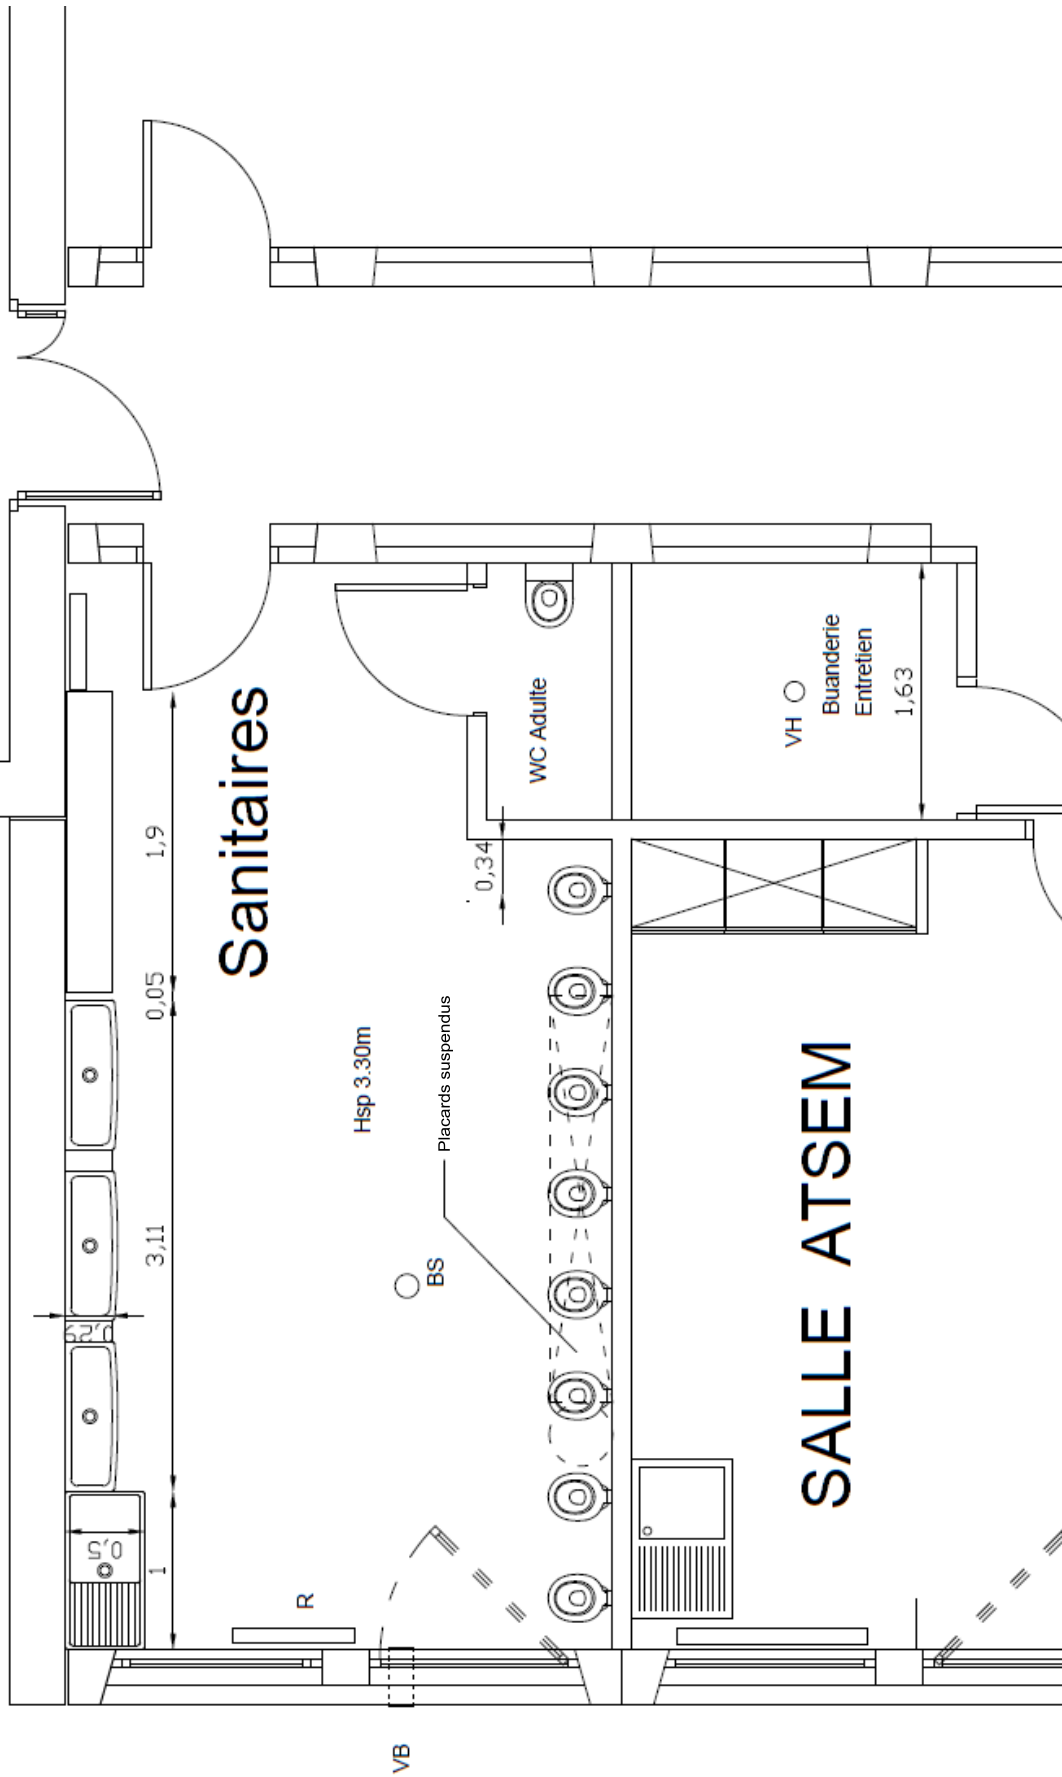 Sanitaires
WC Adulte
VH
Buanderie
Entretien
1,63
1,9
0,34
0,05
Hsp 3.30m
Placards suspendus
3,11
BS
0,29
SALLE ATSEM
0,5
1
R
VB